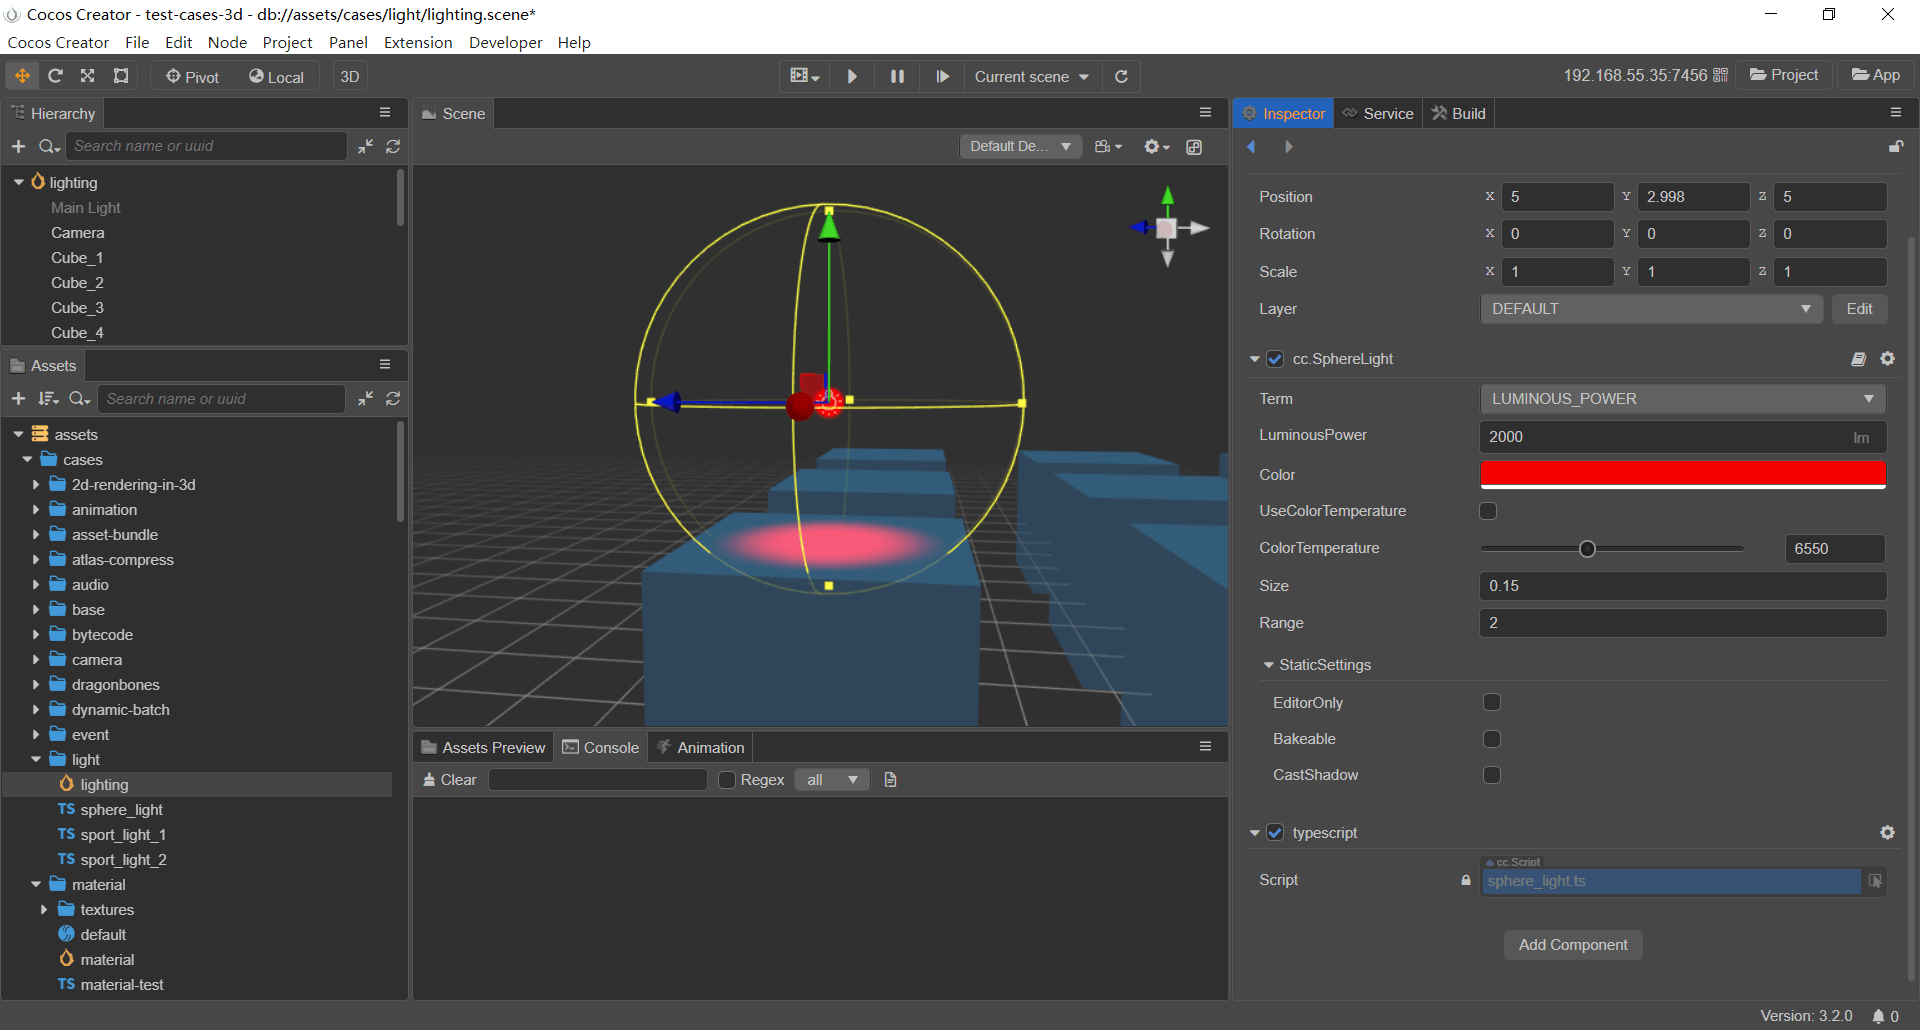 Cocos Creator - test-cases-3d - db://assets/cases/light/lighting.scene*
Cocos Creator File Edit Node Project Panel Extension Developer Help
Pivot Local 3D Current scene 192.168.55.35:7456 Project App
Hierarchy
Search name or uuid
lighting
Main Light
Camera
Cube_1
Cube_2
Cube_3
Cube_4
Assets
Search name or uuid
assets
cases
2d-rendering-in-3d
animation
asset-bundle
atlas-compress
audio
base
bytecode
camera
dragonbones
dynamic-batch
event
light
lighting
TS sphere_light
TS sport_light_1
TS sport_light_2
material
textures
default
material
TS material-test
Scene
Default De...
Assets Preview Console Animation
Clear Regex all
Inspector Service Build
Position X 5 Y 2.998 Z 5
Rotation X 0 Y 0 Z 0
Scale X 1 Y 1 Z 1
Layer DEFAULT Edit
cc.SphereLight
Term LUMINOUS_POWER
LuminousPower 2000 lm
Color
UseColorTemperature
ColorTemperature 6550
Size 0.15
Range 2
StaticSettings
EditorOnly
Bakeable
CastShadow
typescript
cc.Script
Script sphere_light.ts
Add Component
Version: 3.2.0 0